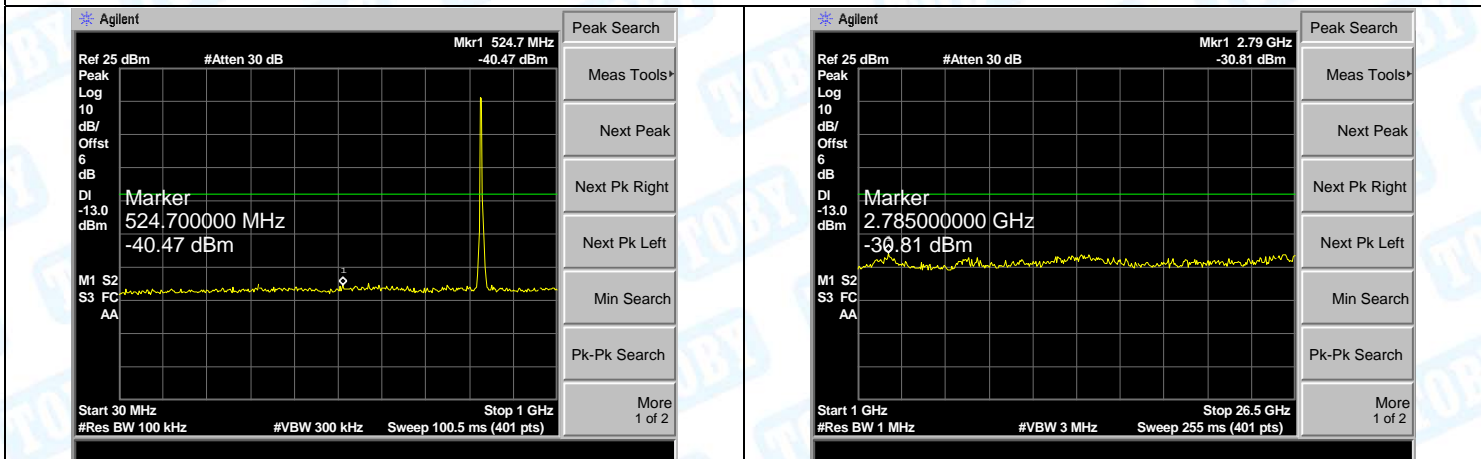 Agilent
Peak Search
Mkr1 524.7 MHz
Ref 25 dBm #Atten 30 dB -40.47 dBm
Peak
Log
10
dB/
Offst
6
dB
DI
-13.0
dBm
Marker
524.700000 MHz
-40.47 dBm
1
M1 S2
S3 FC
AA
Start 30 MHz Stop 1 GHz
#Res BW 100 kHz #VBW 300 kHz Sweep 100.5 ms (401 pts)
Meas Tools
Next Peak
Next Pk Right
Next Pk Left
Min Search
Pk-Pk Search
More
1 of 2
Agilent
Peak Search
Mkr1 2.79 GHz
Ref 25 dBm #Atten 30 dB -30.81 dBm
Peak
Log
10
dB/
Offst
6
dB
DI
-13.0
dBm
Marker
2.785000000 GHz
-30.81 dBm
M1 S2
S3 FC
AA
Start 1 GHz Stop 26.5 GHz
#Res BW 1 MHz #VBW 3 MHz Sweep 255 ms (401 pts)
Meas Tools
Next Peak
Next Pk Right
Next Pk Left
Min Search
Pk-Pk Search
More
1 of 2
TOBY